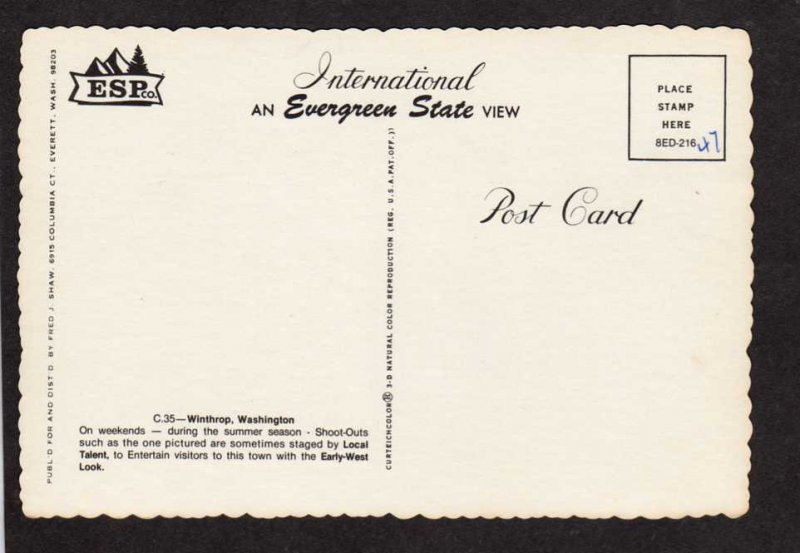 ESP CO.
International
AN Evergreen State VIEW
PLACE
STAMP
HERE
8ED-216
47
Post Card
PUBL'D FOR AND DIST'D. BY FRED J. SHAW, 6915 COLUMBIA CT., EVERETT, WASH. 98203
CURTEICHCOLOR® 3-D NATURAL COLOR REPRODUCTION (REG. U.S.A. PAT. OFF.)
C.35—Winthrop, Washington
On weekends — during the summer season - Shoot-Outs
such as the one pictured are sometimes staged by Local
Talent, to Entertain visitors to this town with the Early-West
Look.